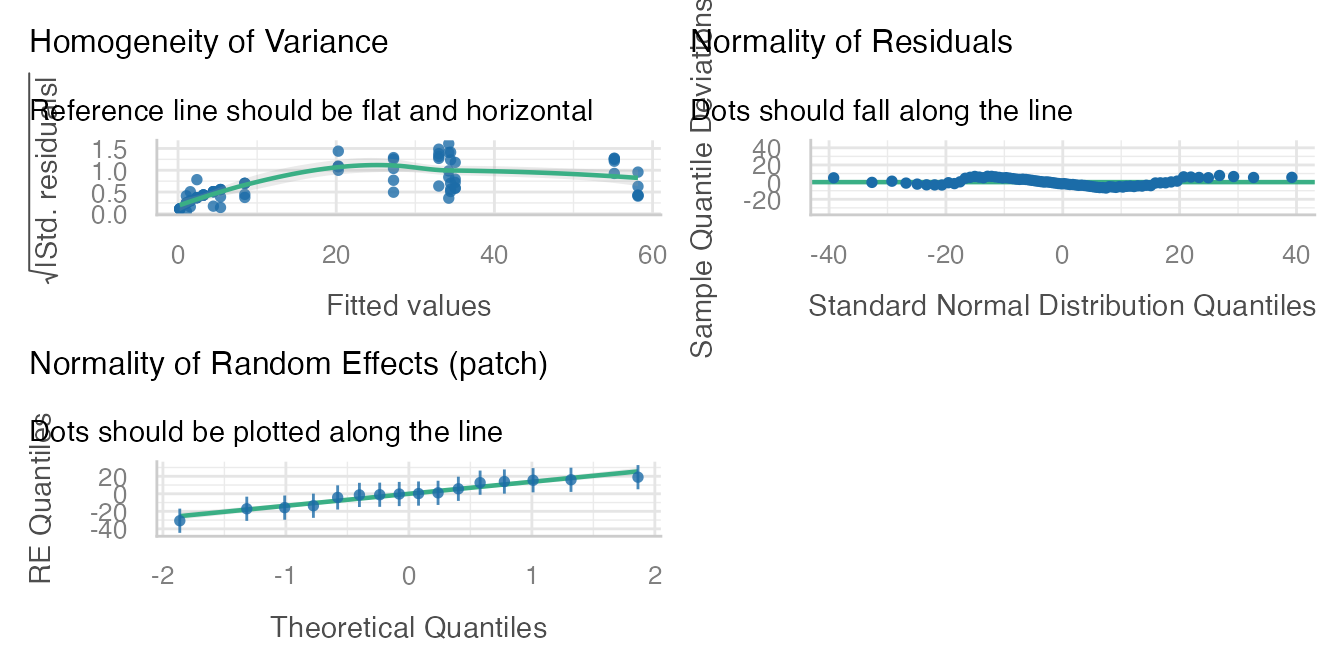 Homogeneity of Variance
Reference line should be flat and horizontal
√|Std. residuals|
1.5
1.0
0.5
0.0
0
20
40
60
Fitted values
Normality of Residuals
Dots should fall along the line
Sample Quantile Deviations
40
20
0
-20
-40
-20
0
20
40
Standard Normal Distribution Quantiles
Normality of Random Effects (patch)
Dots should be plotted along the line
RE Quantiles
20
0
-20
-40
-2
-1
0
1
2
Theoretical Quantiles